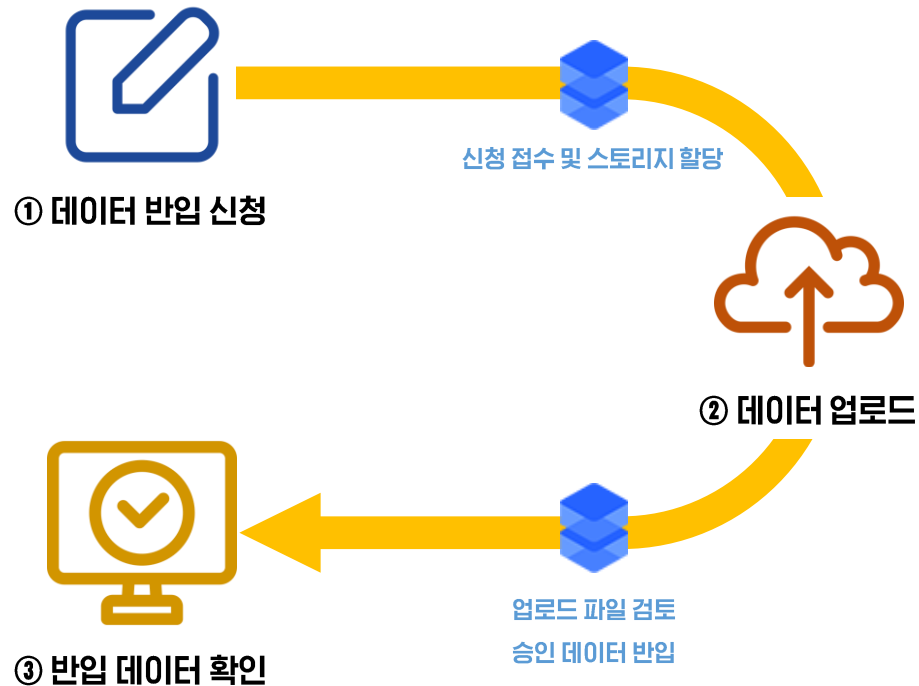 신청 접수 및 스토리지 할당
① 데이터 반입 신청
② 데이터 업로드
업로드 파일 검토
승인 데이터 반입
③ 반입 데이터 확인